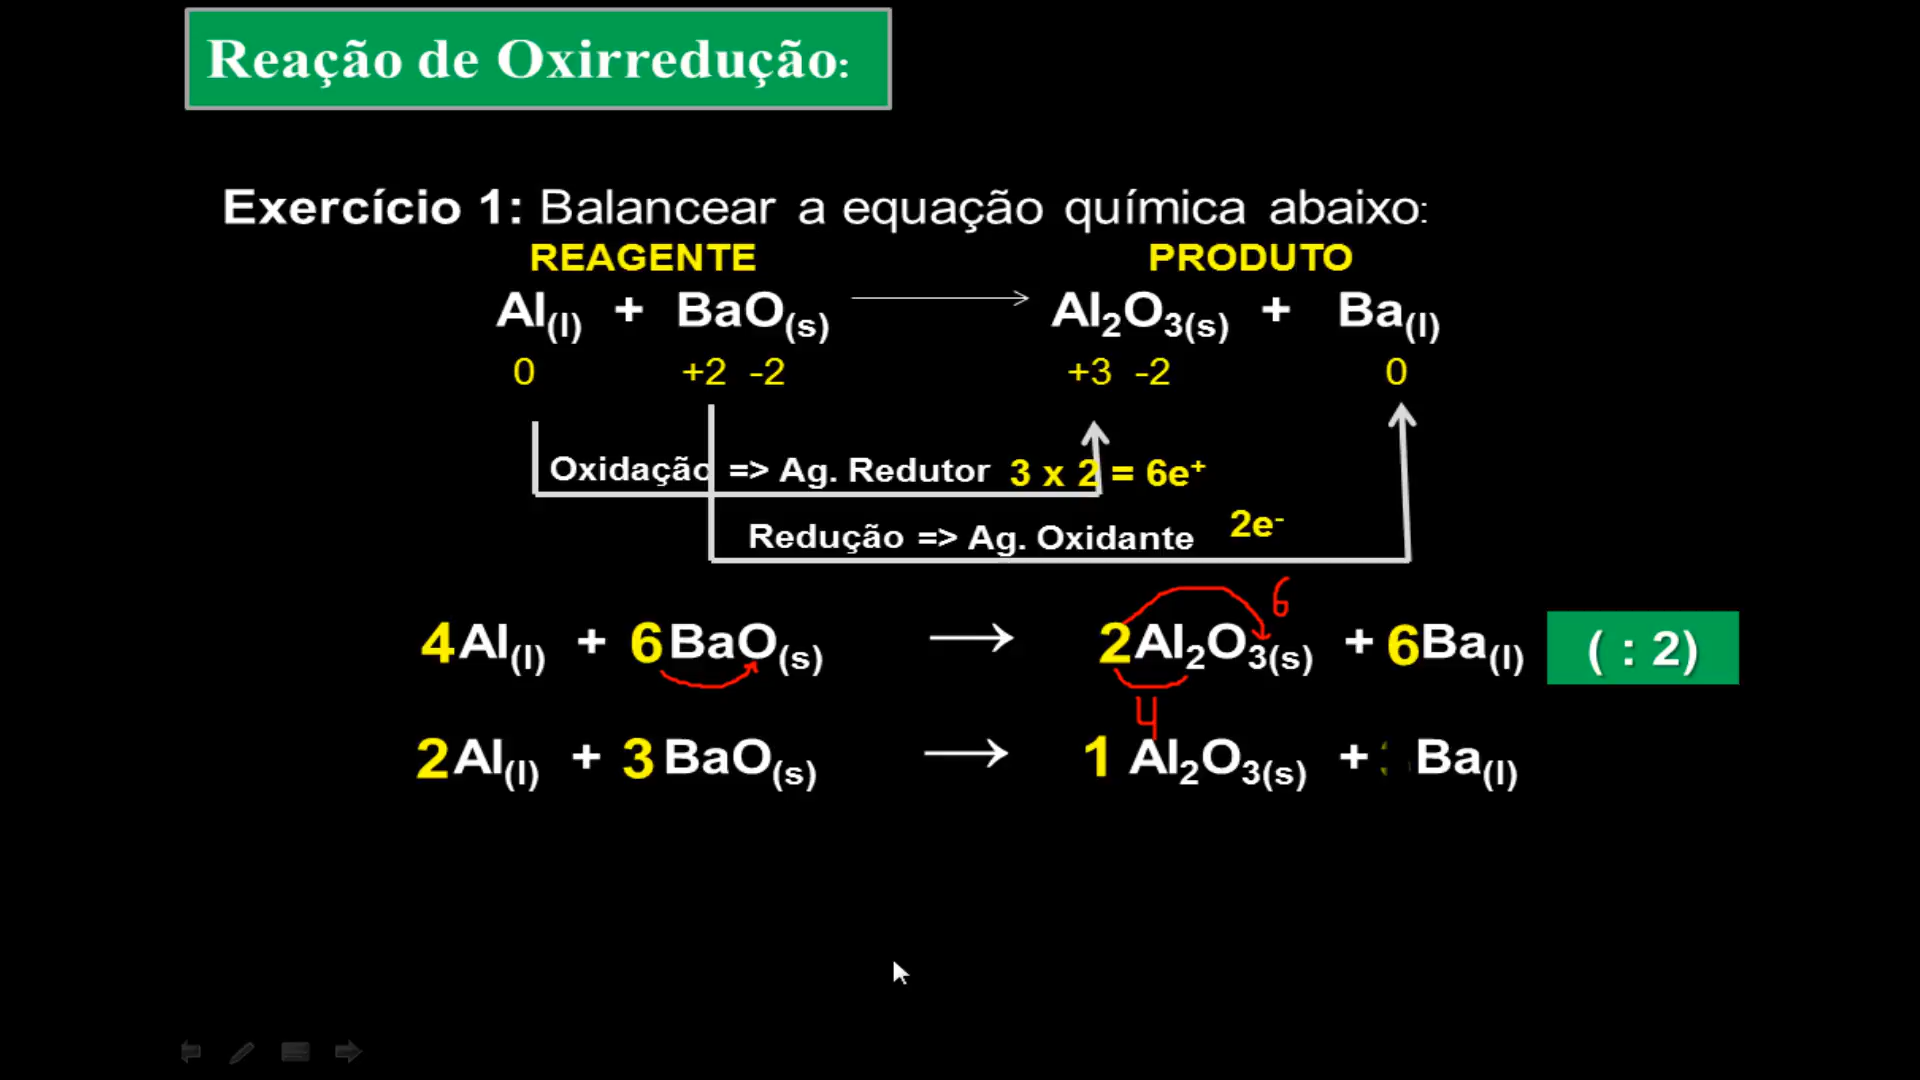 Reação de Oxirredução:
Exercício 1: Balancear a equação química abaixo:
REAGENTE PRODUTO
Al(l) + BaO(s) → Al2O3(s) + Ba(l)
0 +2 -2 +3 -2 0
Oxidação => Ag. Redutor 3 x 2 = 6e+
Redução => Ag. Oxidante 2e-
6
4Al(l) + 6BaO(s) → 2Al2O3(s) + 6Ba(l) ( : 2)
4
2Al(l) + 3BaO(s) → 1 Al2O3(s) + Ba(l)